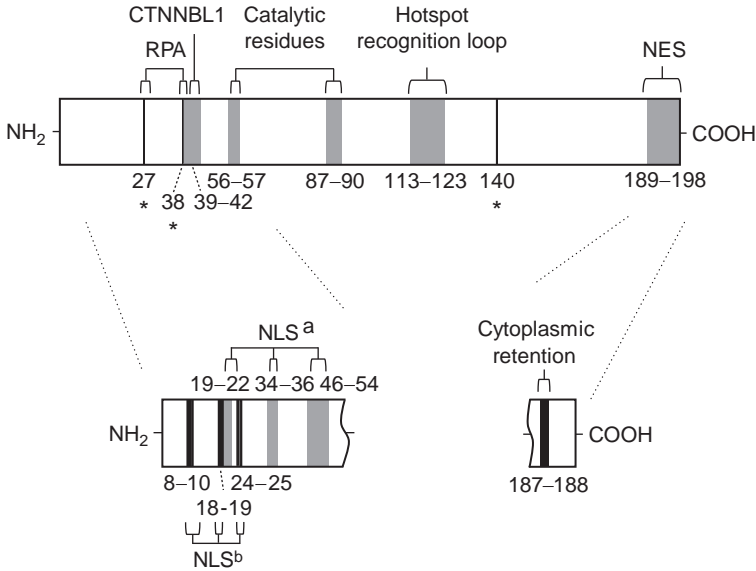 CTNNBL1
RPA
Catalytic
residues
Hotspot
recognition loop
NES
NH2
COOH
27
*
38
*
39–42
56–57
87–90
113–123
140
*
189–198
NLSa
19–22 34–36 46–54
NH2
8–10
24–25
18-19
NLSb
Cytoplasmic
retention
COOH
187–188